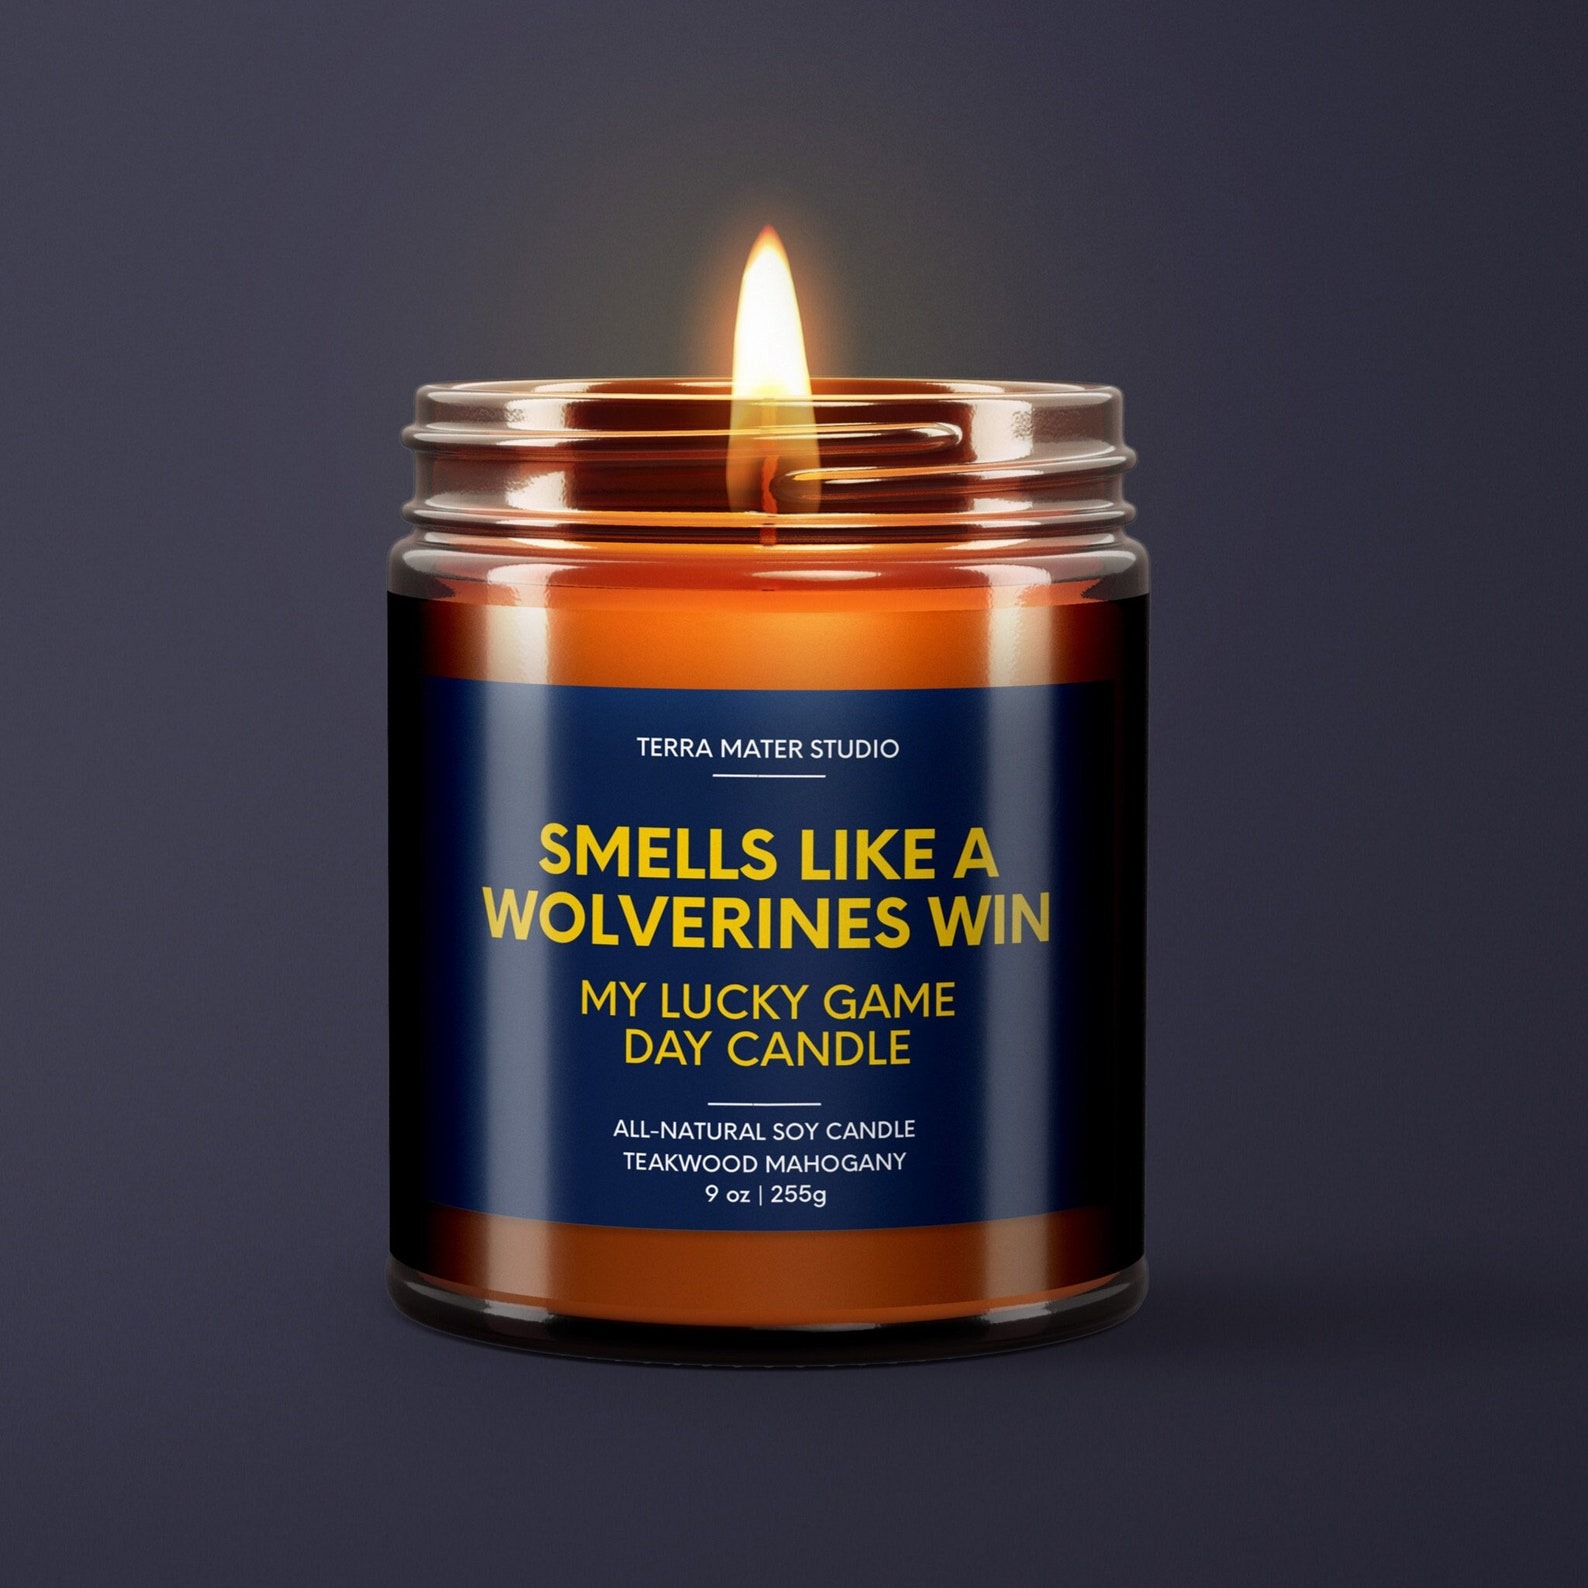 TERRA MATER STUDIO
SMELLS LIKE A
WOLVERINES WIN
MY LUCKY GAME
DAY CANDLE
ALL-NATURAL SOY CANDLE
TEAKWOOD MAHOGANY
9 oz | 255g